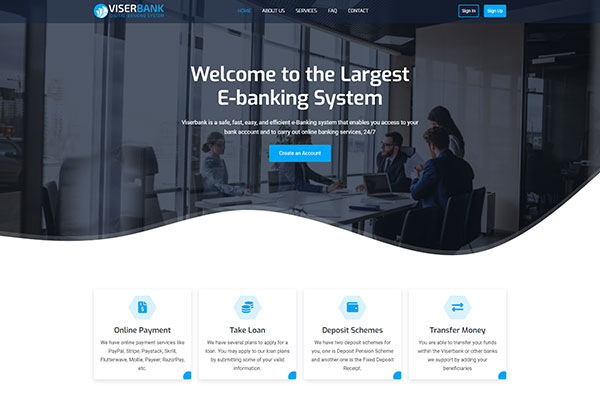 VISERBANK
DIGITAL BANKING SYSTEM
HOME ABOUT US SERVICES FAQ CONTACT
Sign In Sign Up
Welcome to the Largest
E-banking System
Viserbank is a safe, fast, easy, and efficient e-Banking system that enables you access to your
bank account and to carry out online banking services, 24/7
Create an Account
Online Payment
We have online payment services like
PayPal, Stripe, Paystack, Skrill,
Flutterwave, Mollie, Payeer, RazorPay,
etc.
Take Loan
We have several plans to apply for a
loan. You may apply to our loan plans
by submitting some of your valid
information.
Deposit Schemes
We have two deposit schemes for
you, one is Deposit Pension Scheme
and another one is the Fixed Deposit
Receipt.
Transfer Money
You are able to transfer your funds
within the Viserbank or other banks
we support by adding your
beneficiaries